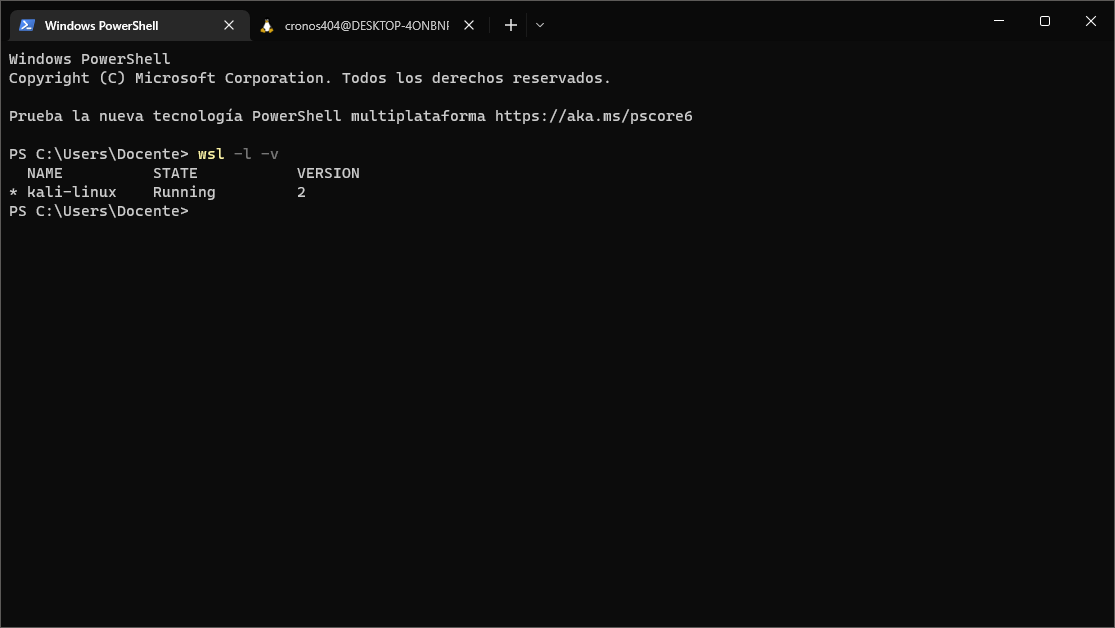 Windows PowerShell
cronos404@DESKTOP-4ONBNF
Windows PowerShell
Copyright (C) Microsoft Corporation. Todos los derechos reservados.
Prueba la nueva tecnología PowerShell multiplataforma https://aka.ms/pscore6
PS C:\Users\Docente> wsl -l -v
NAME STATE VERSION
* kali-linux Running 2
PS C:\Users\Docente>